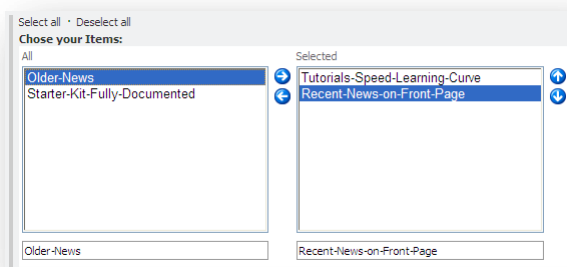 Select all · Deselect all
Chose your Items:
All
Selected
Older-News
Starter-Kit-Fully-Documented
Tutorials-Speed-Learning-Curve
Recent-News-on-Front-Page
Older-News
Recent-News-on-Front-Page